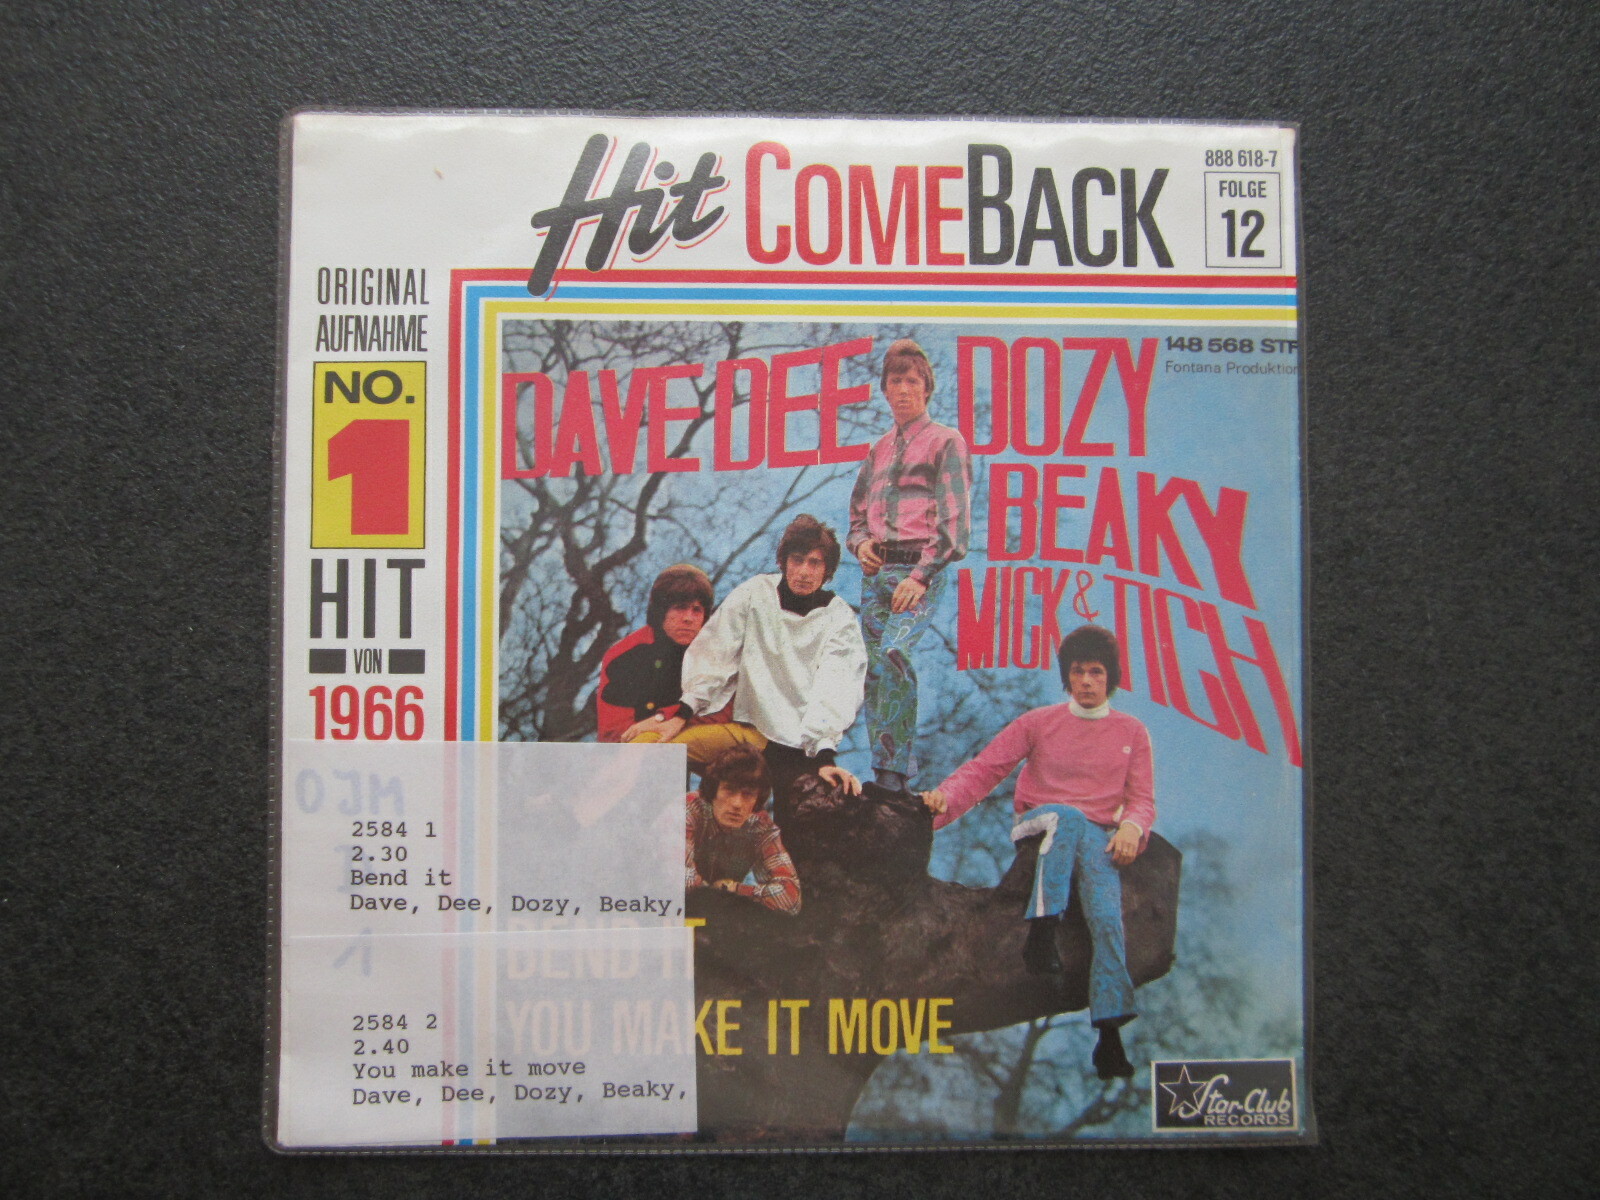 Hit COMEBACK
888 618-7
FOLGE
12
ORIGINAL
AUFNAHME
NO.
1
HIT
VON
1966
DAVE DEE DOZY
BEAKY
MICK & TICH
148 568 STF
Fontana Produktion
2584 1
2.30
Bend it
Dave, Dee, Dozy, Beaky,
BEND IT
YOU MAKE IT MOVE
2584 2
2.40
You make it move
Dave, Dee, Dozy, Beaky,
Star-Club
RECORDS